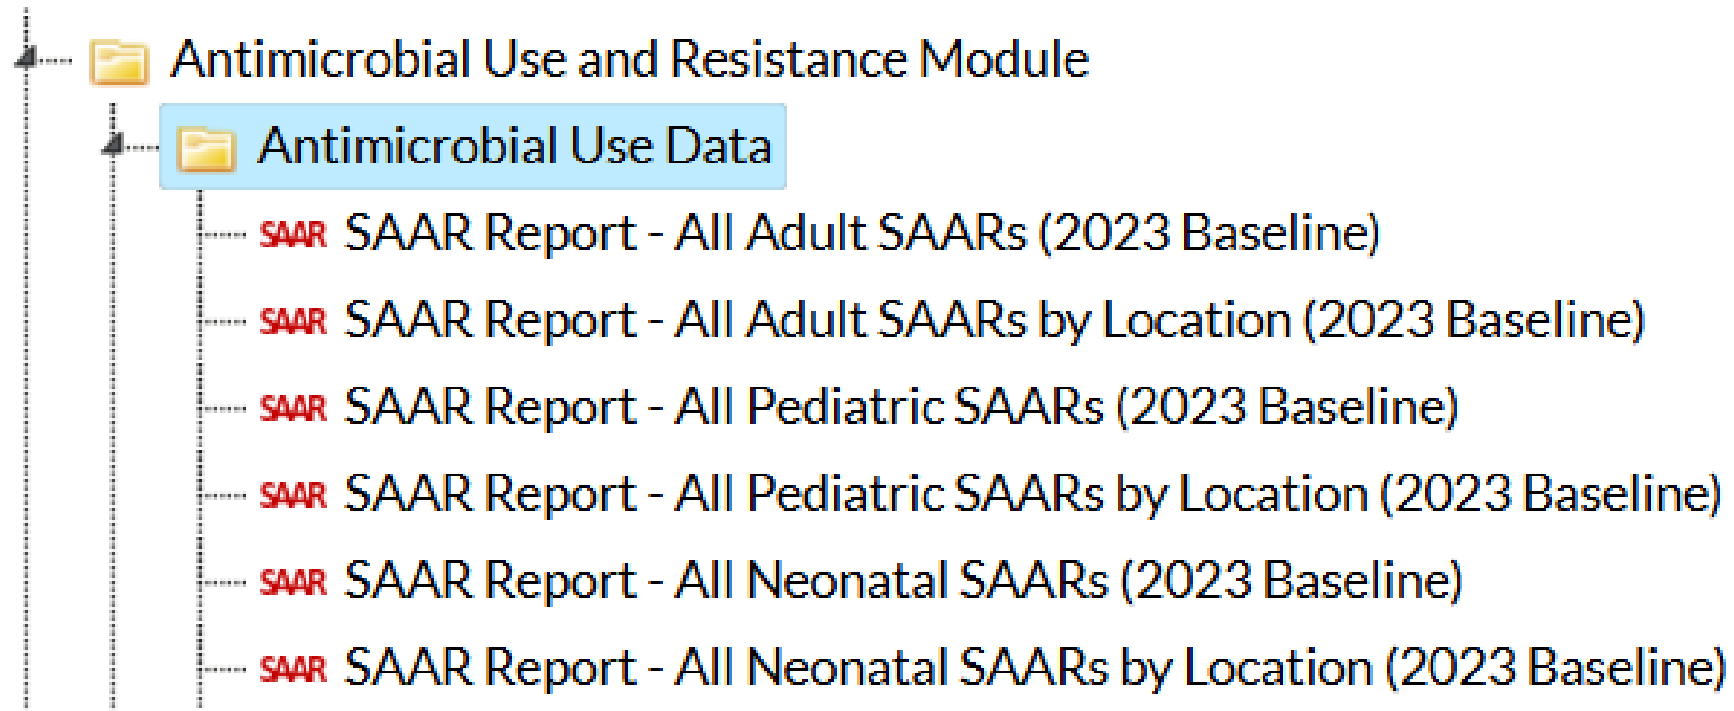 Antimicrobial Use and Resistance Module
Antimicrobial Use Data
SAAR SAAR Report - All Adult SAARs (2023 Baseline)
SAAR SAAR Report - All Adult SAARs by Location (2023 Baseline)
SAAR SAAR Report - All Pediatric SAARs (2023 Baseline)
SAAR SAAR Report - All Pediatric SAARs by Location (2023 Baseline)
SAAR SAAR Report - All Neonatal SAARs (2023 Baseline)
SAAR SAAR Report - All Neonatal SAARs by Location (2023 Baseline)